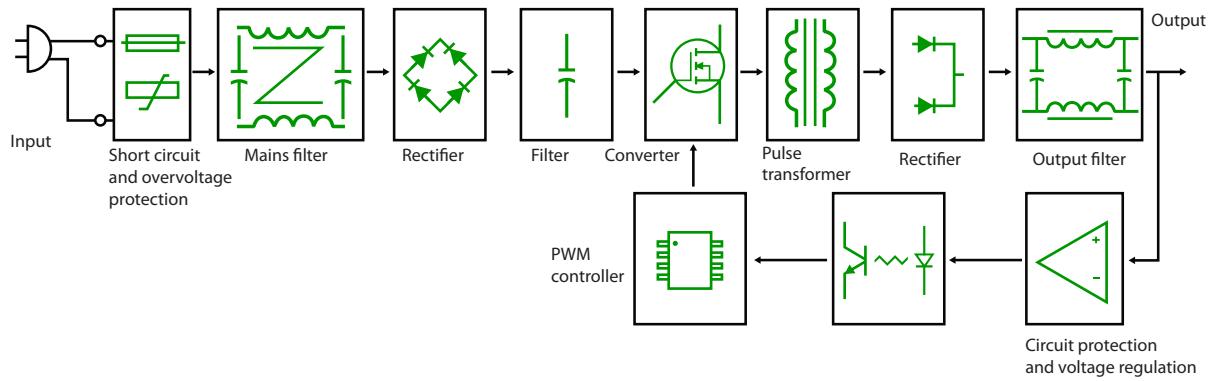 Output
Input
Short circuit
and overvoltage
protection
Mains filter
Rectifier
Filter
Converter
Pulse
transformer
Rectifier
Output filter
PWM
controller
+
−
Circuit protection
and voltage regulation